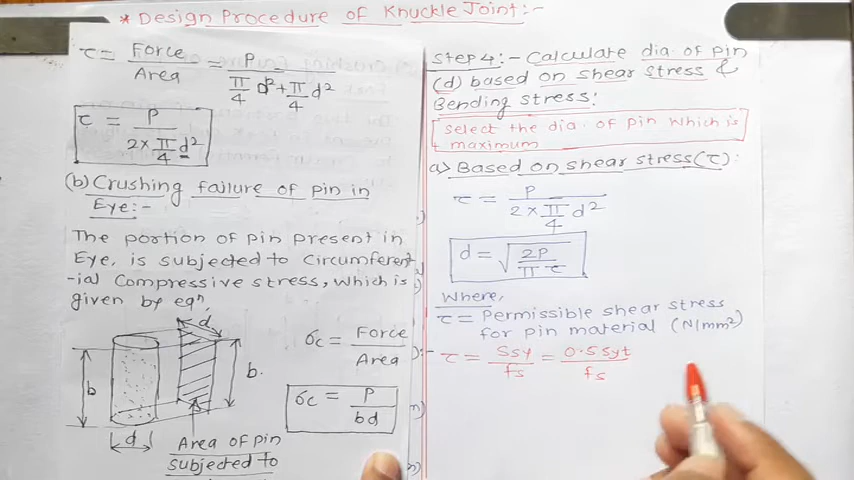 * Design Procedure of Knuckle Joint:-
τ = Force / Area = P / π/4 d² + π/4 d²
τ = P / 2 × π/4 d²
(b) Crushing failure of pin in
Eye:-
The portion of pin present in
Eye, is subjected to Circumferent
-ial Compressive stress, which is
given by eqⁿ,
d
b
b
d
σc = Force / Area
σc = P / bd
Area of pin
subjected to
Step 4:- Calculate dia. of pin
(d) based on shear stress &
Bending stress:
Select the dia. of pin which is
maximum
a) Based on shear stress (τ):
τ = P / 2 × π/4 d²
d = √ 2P / π τ
Where,
τ = Permissible shear stress
for pin material (N/mm²)
τ = Ssy / fs = 0.5 Syt / fs